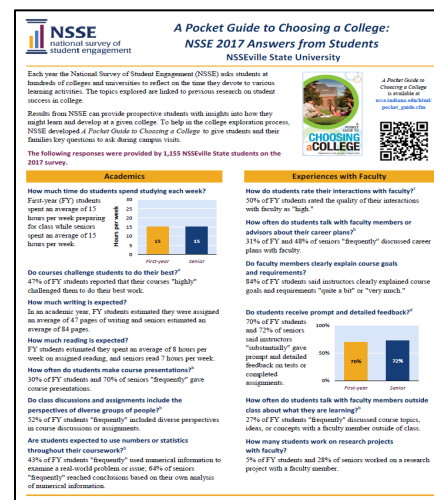 NSSE
national survey of
student engagement
A Pocket Guide to Choosing a College:
NSSE 2017 Answers from Students
NSSEville State University
Each year the National Survey of Student Engagement (NSSE) asks students at
hundreds of colleges and universities to reflect on the time they devote to various
learning activities. The topics explored are linked to previous research on student
success in college.
Results from NSSE can provide prospective students with insights into how they
might learn and develop at a given college. To help in the college exploration process,
NSSE developed A Pocket Guide to Choosing a College to give students and their
families key questions to ask during campus visits.
The following responses were provided by 1,155 NSSEville State students on the
2017 survey.
CHOOSING
a COLLEGE
A Pocket Guide to
Choosing a College
is available at
nsse.indiana.edu/html/
pocket_guide.cfm
Academics
How much time do students spend studying each week?
First-year (FY) students
spent an average of 15
hours per week preparing
for class while seniors
spent an average of 15
hours per week.
Hours per week
30
25
20
15
10
5
0
15
15
First-year
Senior
Do courses challenge students to do their best?
47% of FY students reported that their courses "highly"
challenged them to do their best work.
How much writing is expected?
In an academic year, FY students estimated they were assigned
an average of 47 pages of writing and seniors estimated an
average of 84 pages.
How much reading is expected?
FY students estimated they spent an average of 8 hours per
week on assigned reading, and seniors read 7 hours per week.
How often do students make course presentations?
30% of FY students and 70% of seniors "frequently" gave
course presentations.
Do class discussions and assignments include the
perspectives of diverse groups of people?
52% of FY students "frequently" included diverse perspectives
in course discussions or assignments.
Are students expected to use numbers or statistics
throughout their coursework?
43% of FY students "frequently" used numerical information to
examine a real-world problem or issue; 64% of seniors
"frequently" reached conclusions based on their own analysis
of numerical information.
Experiences with Faculty
How do students rate their interactions with faculty?
50% of FY students rated the quality of their interactions
with faculty as "high."
How often do students talk with faculty members or
advisors about their career plans?
31% of FY and 48% of seniors "frequently" discussed career
plans with faculty.
Do faculty members clearly explain course goals
and requirements?
84% of FY students said instructors clearly explained course
goals and requirements "quite a bit" or "very much."
Do students receive prompt and detailed feedback?
70% of FY students
and 72% of seniors
said instructors
"substantially" gave
prompt and detailed
feedback on tests or
completed
assignments.
100%
50%
0%
70%
72%
First-year
Senior
How often do students talk with faculty members outside
class about what they are learning?
27% of FY students "frequently" discussed course topics,
ideas, or concepts with a faculty member outside of class.
How many students work on research projects
with faculty?
5% of FY students and 28% of seniors worked on a research
project with a faculty member.